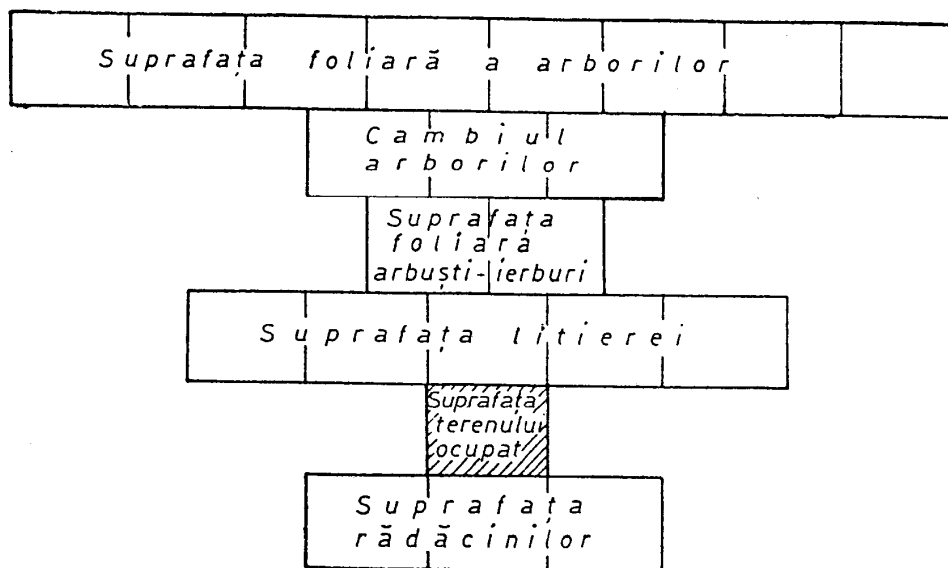 Suprafața foliară a arborilor
Cambiul
arborilor
Suprafața
foliară
arbuști-ierburi
Suprafața litierei
Suprafața
terenului
ocupat
Suprafața
rădăcinilor